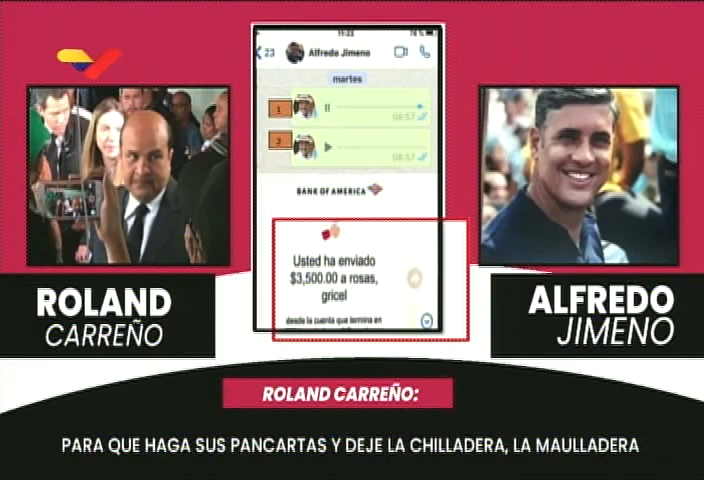 11:22
78 %
23 Alfredo Jimeno
martes
1
08:57
2
08:57
BANK OF AMERICA
Usted ha enviado
$3,500.00 a rosas,
gricel
desde la cuenta que termina en
ROLAND
CARREÑO
ALFREDO
JIMENO
ROLAND CARREÑO:
PARA QUE HAGA SUS PANCARTAS Y DEJE LA CHILLADERA, LA MAULLADERA